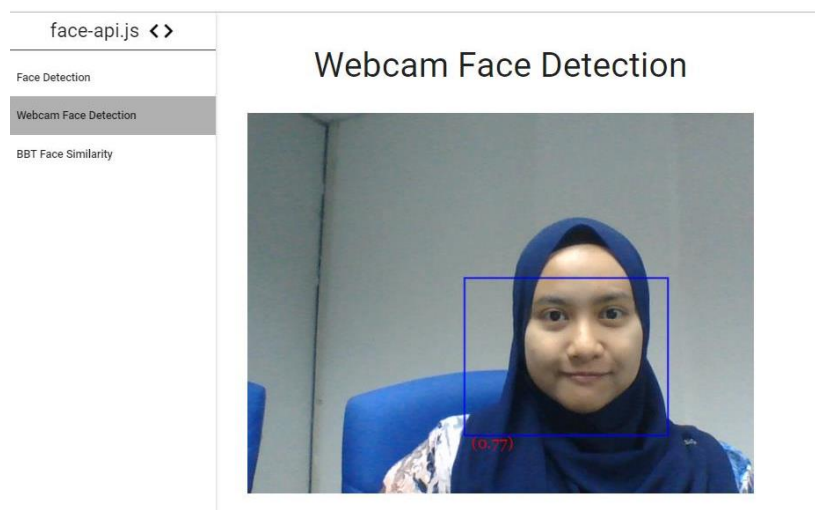 face-api.js <>
Face Detection
Webcam Face Detection
BBT Face Similarity
Webcam Face Detection
(0.77)